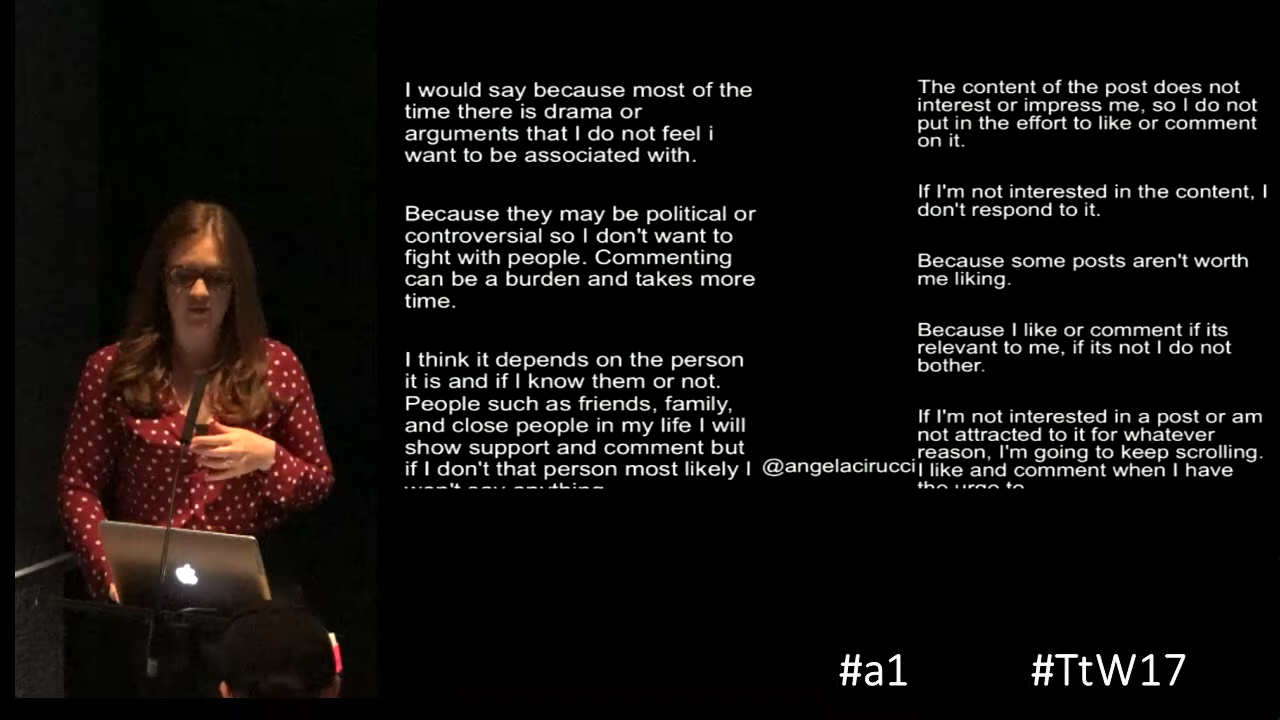 I would say because most of the
time there is drama or
arguments that I do not feel i
want to be associated with.
Because they may be political or
controversial so I don't want to
fight with people. Commenting
can be a burden and takes more
time.
I think it depends on the person
it is and if I know them or not.
People such as friends, family,
and close people in my life I will
show support and comment but
if I don't that person most likely I
won't say anything
@angelacirucci
The content of the post does not
interest or impress me, so I do not
put in the effort to like or comment
on it.
If I'm not interested in the content, I
don't respond to it.
Because some posts aren't worth
me liking.
Because I like or comment if its
relevant to me, if its not I do not
bother.
If I'm not interested in a post or am
not attracted to it for whatever
reason, I'm going to keep scrolling.
I like and comment when I have
the urge to
#a1
#TtW17